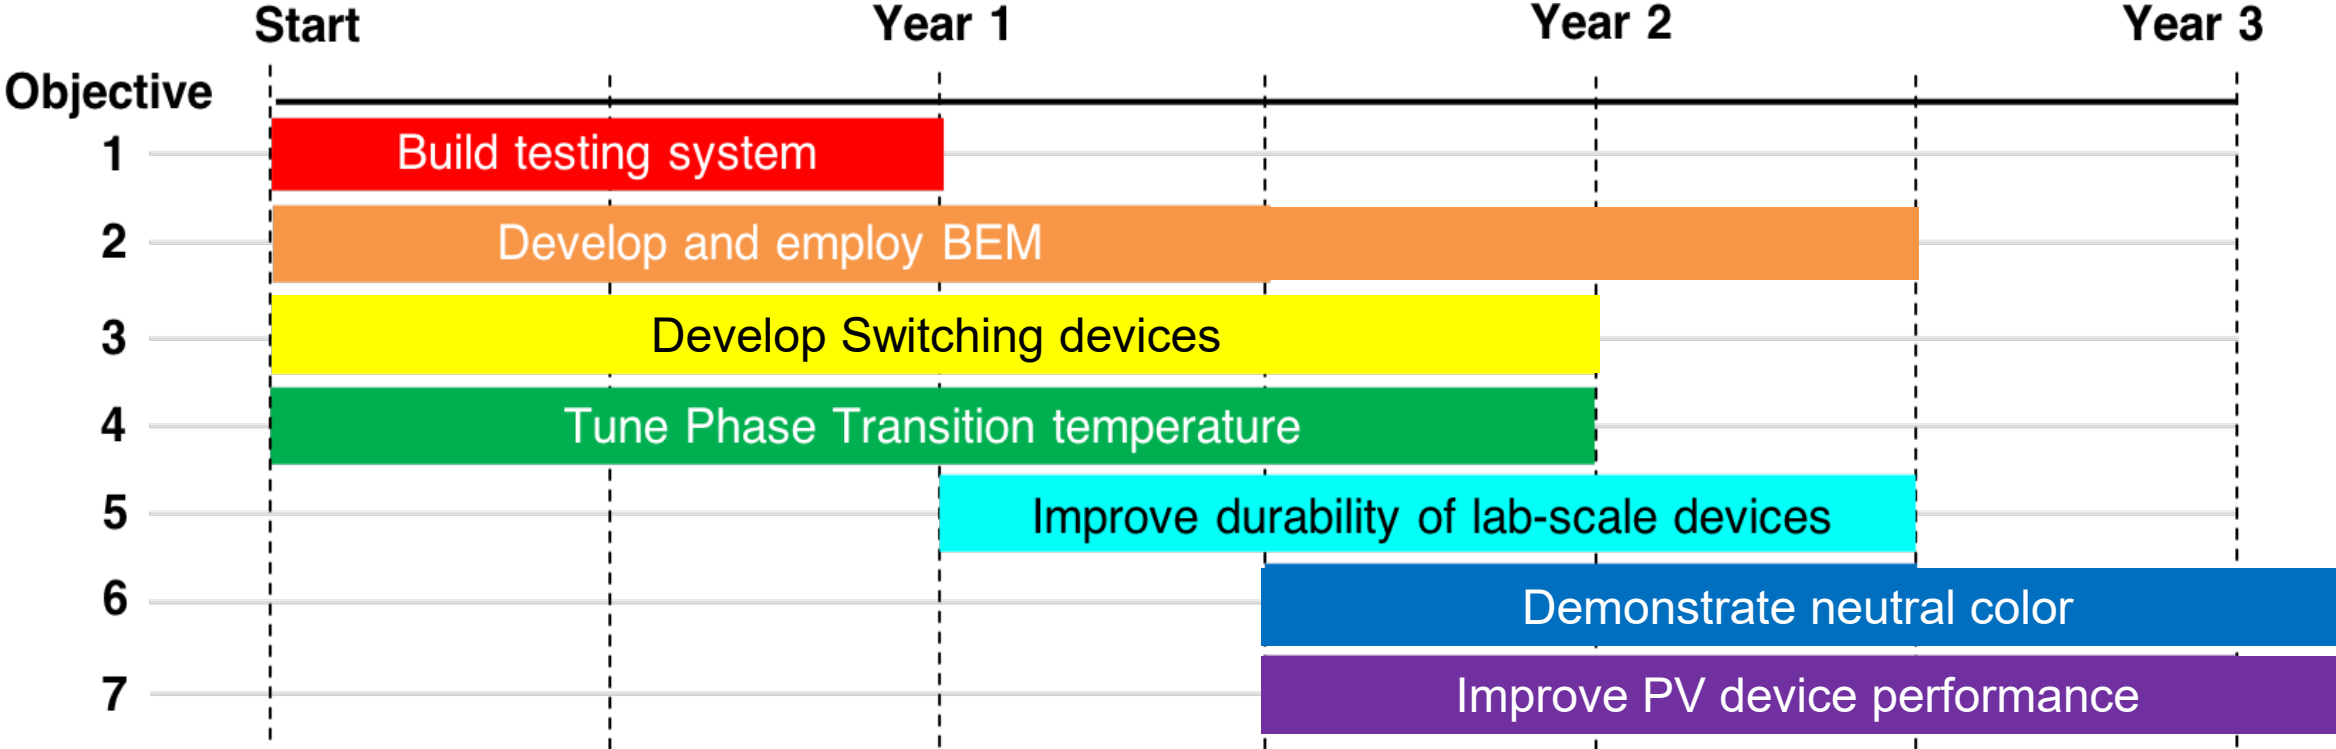 Start Year 1 Year 2 Year 3
Objective
1 Build testing system
2 Develop and employ BEM
3 Develop Switching devices
4 Tune Phase Transition temperature
5 Improve durability of lab-scale devices
6 Demonstrate neutral color
7 Improve PV device performance